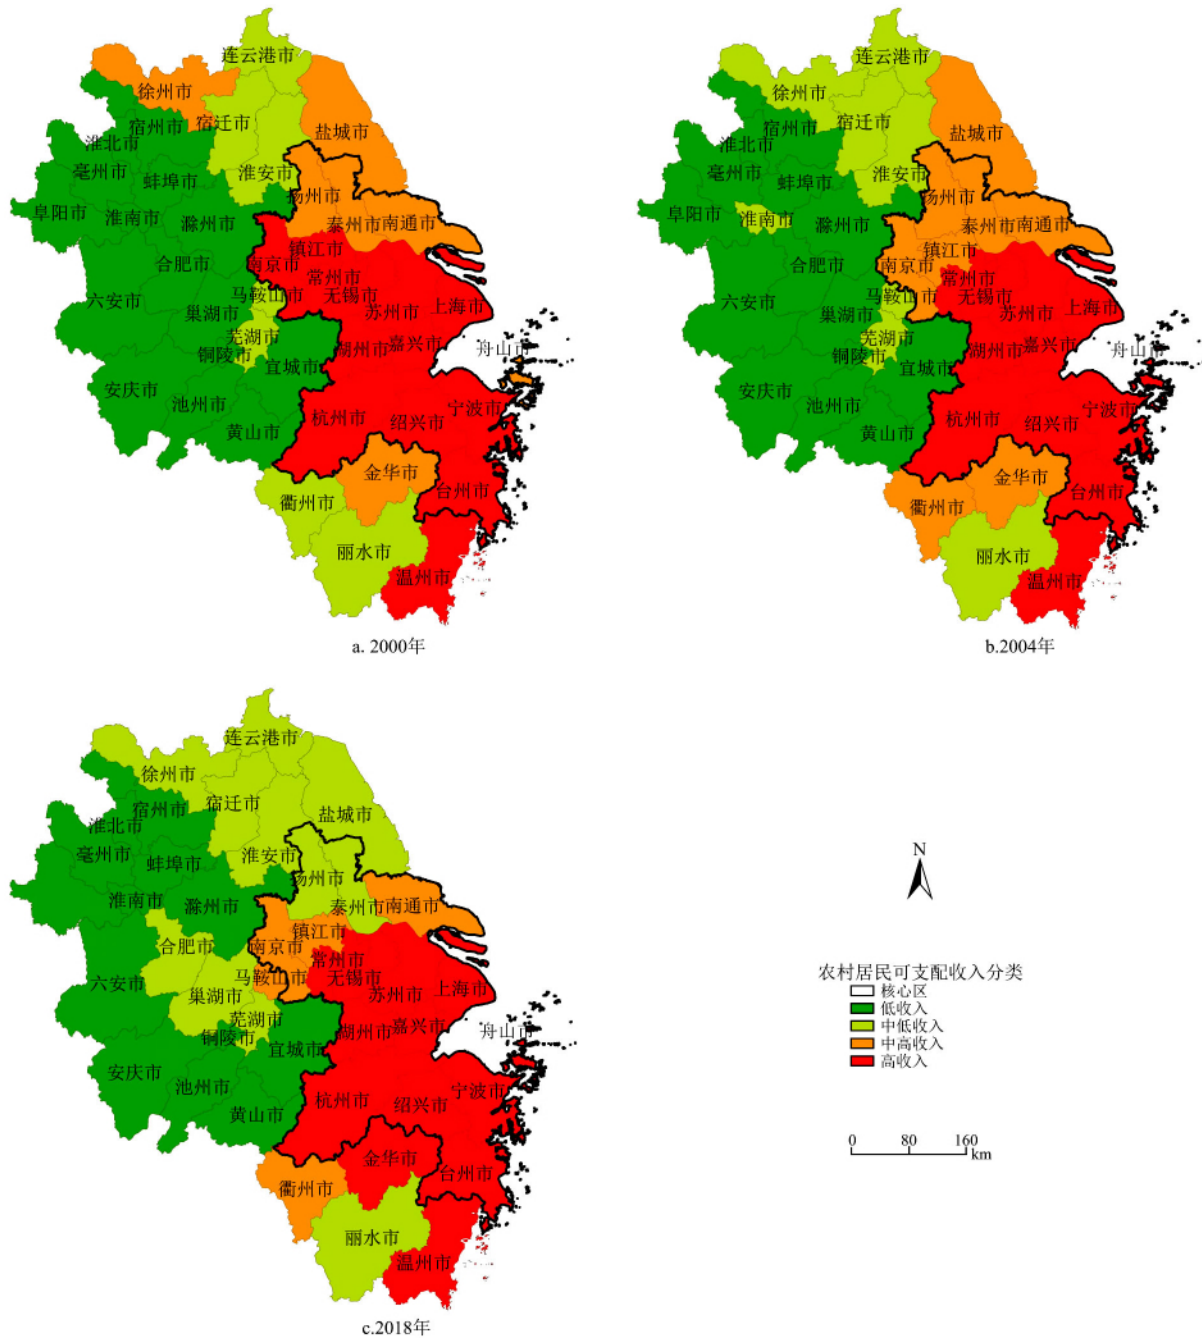 连云港市
徐州市
宿迁市
宿州市
盐城市
淮北市
亳州市
蚌埠市
淮安市
扬州市
阜阳市
淮南市
滁州市
泰州市
南通市
镇江市
合肥市
南京市
常州市
六安市
马鞍山市
无锡市
上海市
巢湖市
苏州市
芜湖市
湖州市
嘉兴市
舟山市
铜陵市
宜城市
安庆市
池州市
杭州市
绍兴市
宁波市
黄山市
金华市
衢州市
台州市
丽水市
温州市
a. 2000年
连云港市
徐州市
宿迁市
宿州市
盐城市
淮北市
亳州市
蚌埠市
淮安市
扬州市
阜阳市
淮南市
滁州市
泰州市
南通市
镇江市
合肥市
南京市
常州市
六安市
马鞍山市
无锡市
上海市
巢湖市
苏州市
芜湖市
湖州市
嘉兴市
舟山市
铜陵市
宜城市
安庆市
池州市
杭州市
绍兴市
宁波市
黄山市
金华市
衢州市
台州市
丽水市
温州市
b.2004年
连云港市
徐州市
宿迁市
宿州市
盐城市
淮北市
亳州市
蚌埠市
淮安市
扬州市
淮南市
滁州市
泰州市
南通市
镇江市
合肥市
南京市
常州市
六安市
马鞍山市
无锡市
上海市
巢湖市
苏州市
芜湖市
湖州市
嘉兴市
舟山市
铜陵市
宜城市
安庆市
池州市
杭州市
绍兴市
宁波市
黄山市
金华市
衢州市
台州市
丽水市
温州市
c.2018年
N
农村居民可支配收入分类
核心区
低收入
中低收入
中高收入
高收入
0 80 160
km